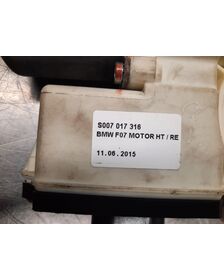 S007 017 316
BMW F07 MOTOR HT / RE
11.06.2015